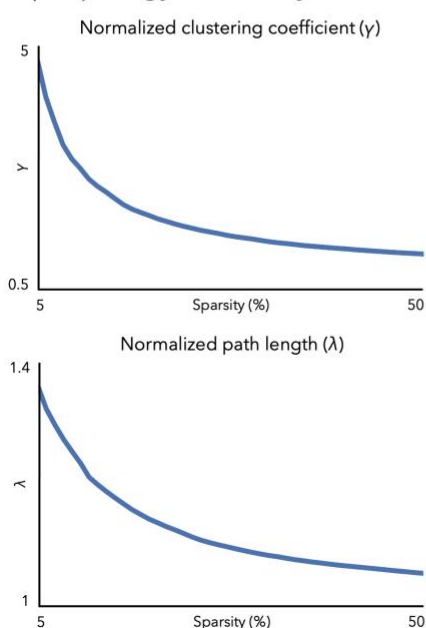 Normalized clustering coefficient (γ)
5
γ
0.5
5 Sparsity (%) 50
Normalized path length (λ)
1.4
λ
1
5 Sparsity (%) 50